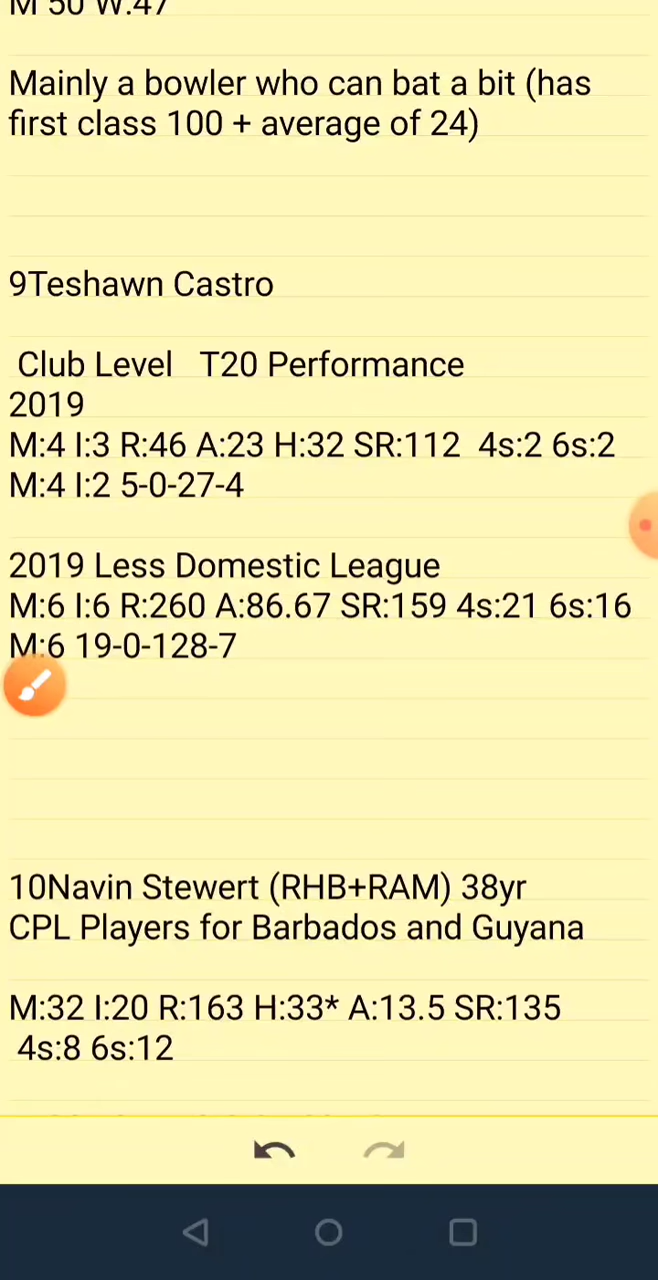 M 50 W.47
Mainly a bowler who can bat a bit (has
first class 100 + average of 24)
9Teshawn Castro
Club Level T20 Performance
2019
M:4 I:3 R:46 A:23 H:32 SR:112 4s:2 6s:2
M:4 I:2 5-0-27-4
2019 Less Domestic League
M:6 I:6 R:260 A:86.67 SR:159 4s:21 6s:16
M:6 19-0-128-7
10Navin Stewert (RHB+RAM) 38yr
CPL Players for Barbados and Guyana
M:32 I:20 R:163 H:33* A:13.5 SR:135
4s:8 6s:12